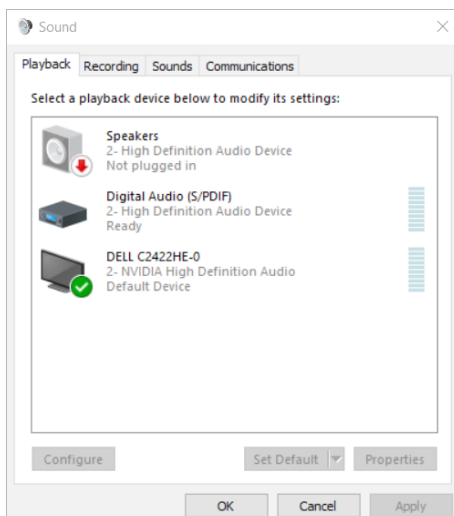 Sound
Playback Recording Sounds Communications
Select a playback device below to modify its settings:
Speakers
2- High Definition Audio Device
Not plugged in
Digital Audio (S/PDIF)
2- High Definition Audio Device
Ready
DELL C2422HE-0
2- NVIDIA High Definition Audio
Default Device
Configure Set Default Properties
OK Cancel Apply